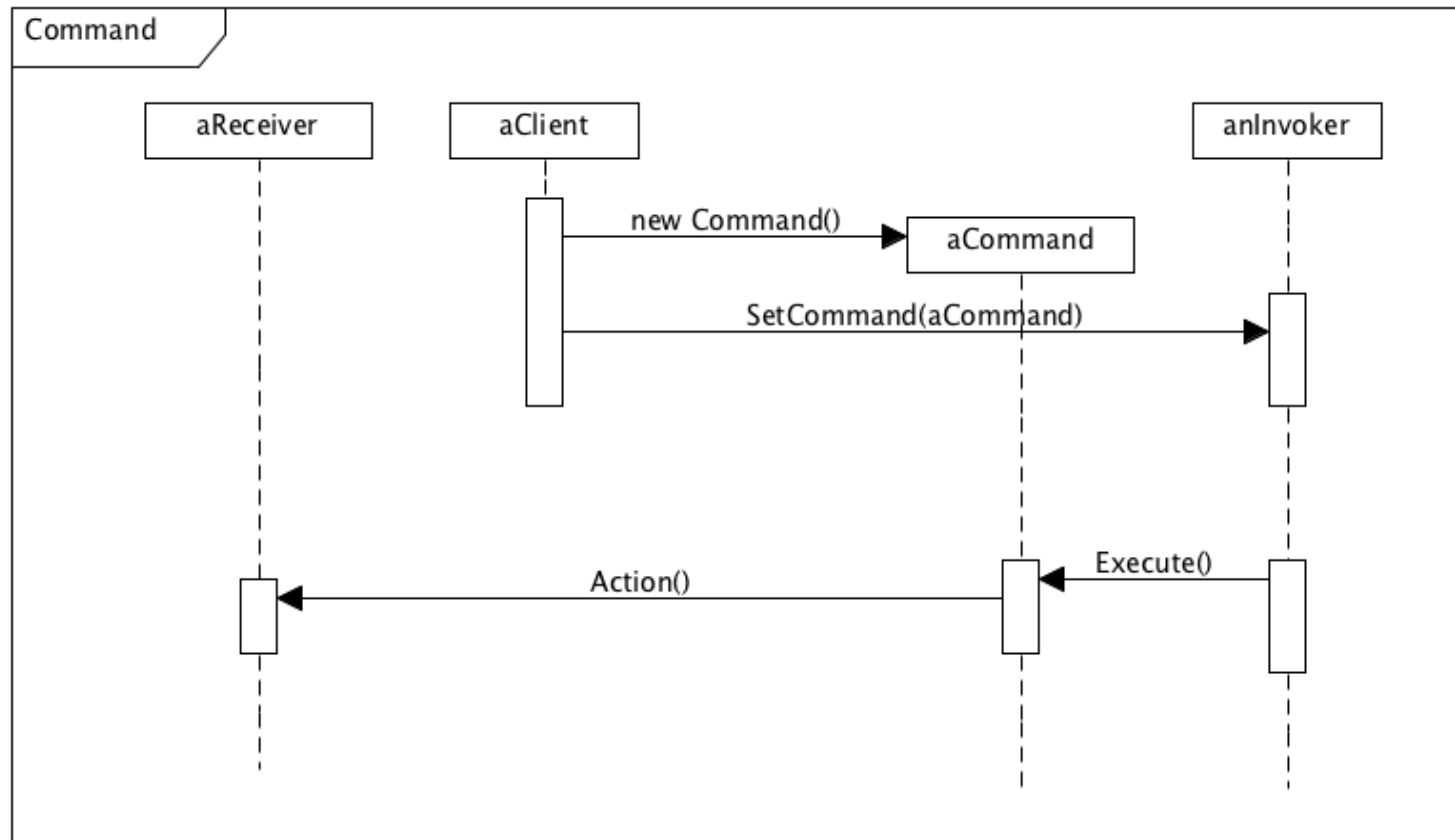 Command
aReceiver
aClient
anInvoker
new Command()
aCommand
SetCommand(aCommand)
Execute()
Action()